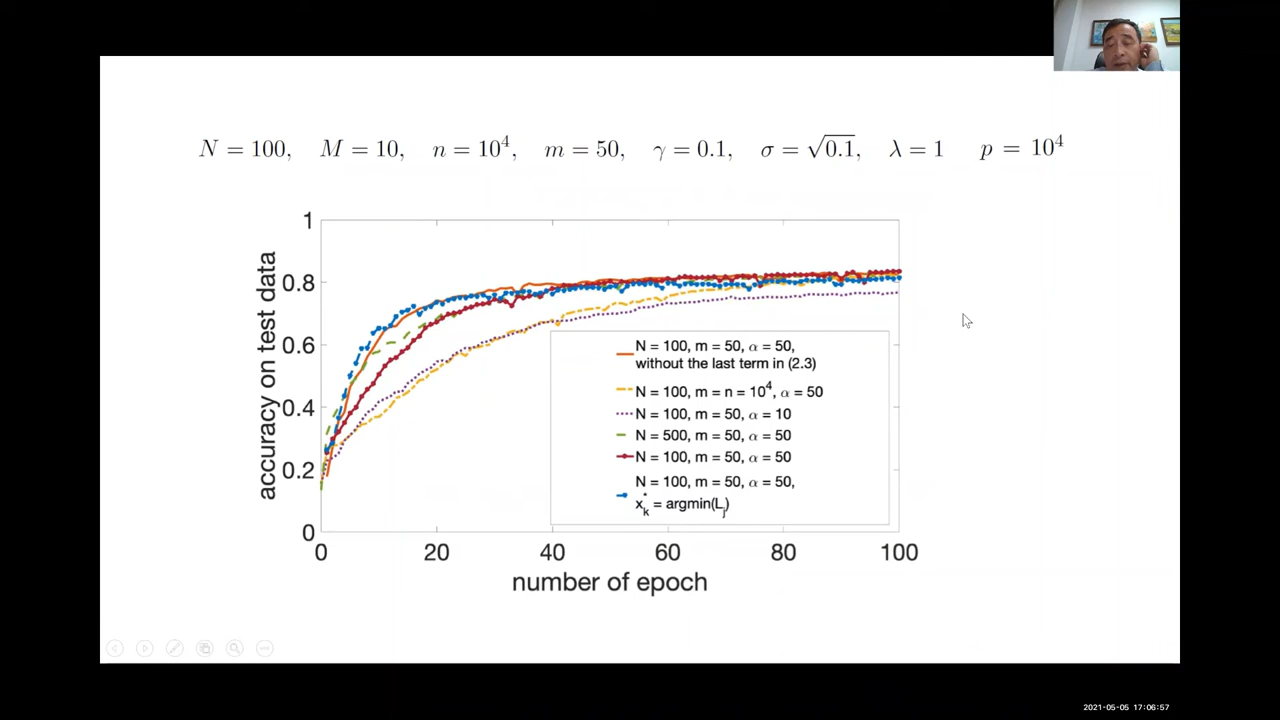 N = 100, M = 10, n = 10⁴, m = 50, γ = 0.1, σ = √0.1, λ = 1 p = 10⁴
1
0.8
0.6
0.4
0.2
0
accuracy on test data
N = 100, m = 50, α = 50,
without the last term in (2.3)
N = 100, m = n = 10⁴, α = 50
N = 100, m = 50, α = 10
N = 500, m = 50, α = 50
N = 100, m = 50, α = 50
N = 100, m = 50, α = 50,
x*ₖ = argmin(Lⱼ)
0 20 40 60 80 100
number of epoch
2021-05-05 17:06:57